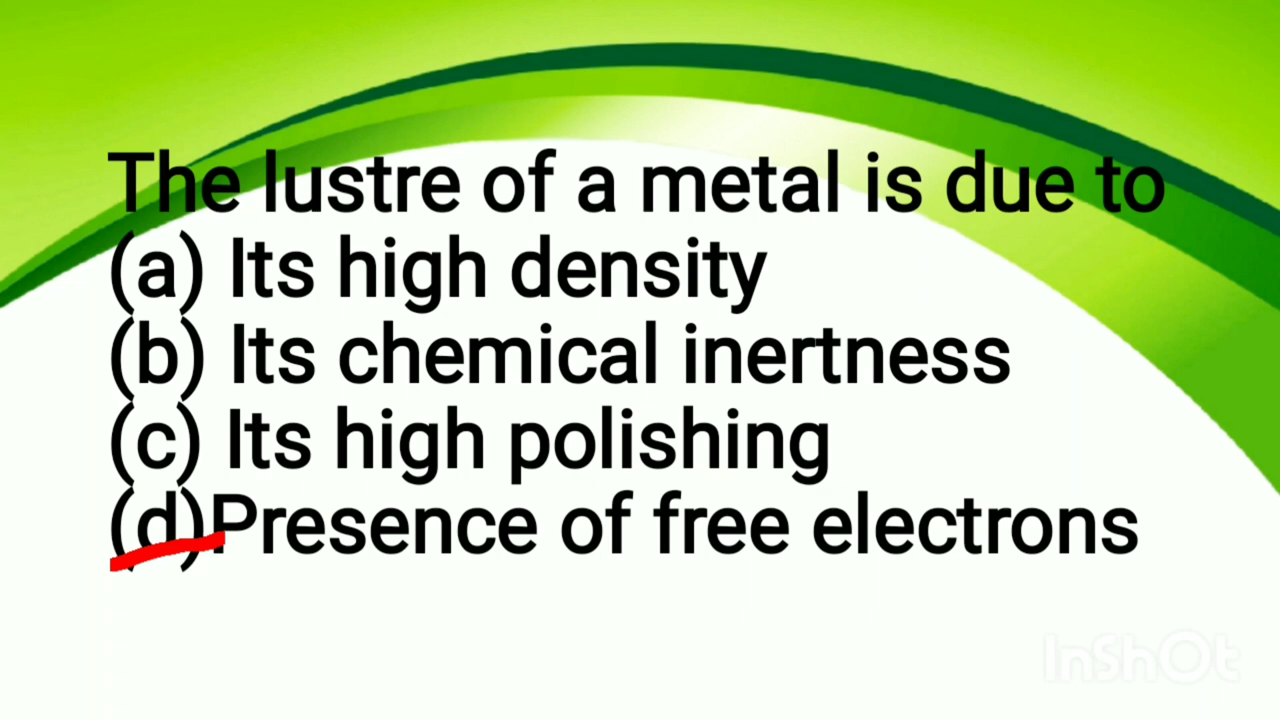 The lustre of a metal is due to
(a) Its high density
(b) Its chemical inertness
(c) Its high polishing
(d)Presence of free electrons
InShOt